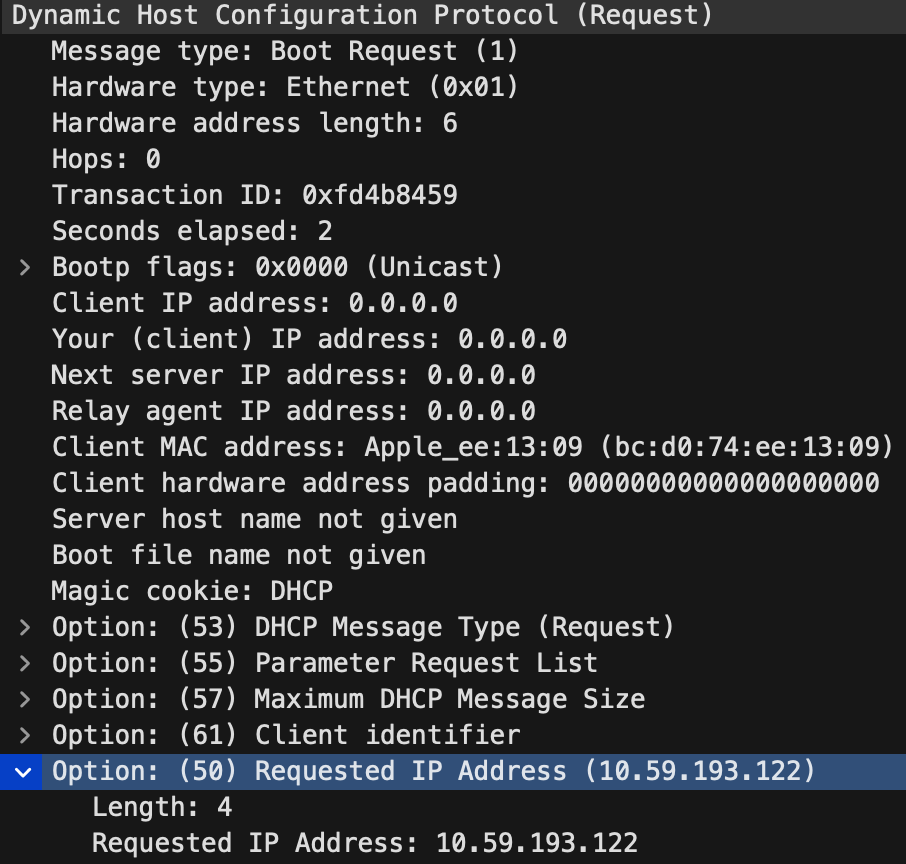 Dynamic Host Configuration Protocol (Request)
Message type: Boot Request (1)
Hardware type: Ethernet (0x01)
Hardware address length: 6
Hops: 0
Transaction ID: 0xfd4b8459
Seconds elapsed: 2
Bootp flags: 0x0000 (Unicast)
Client IP address: 0.0.0.0
Your (client) IP address: 0.0.0.0
Next server IP address: 0.0.0.0
Relay agent IP address: 0.0.0.0
Client MAC address: Apple_ee:13:09 (bc:d0:74:ee:13:09)
Client hardware address padding: 00000000000000000000
Server host name not given
Boot file name not given
Magic cookie: DHCP
Option: (53) DHCP Message Type (Request)
Option: (55) Parameter Request List
Option: (57) Maximum DHCP Message Size
Option: (61) Client identifier
Option: (50) Requested IP Address (10.59.193.122)
Length: 4
Requested IP Address: 10.59.193.122